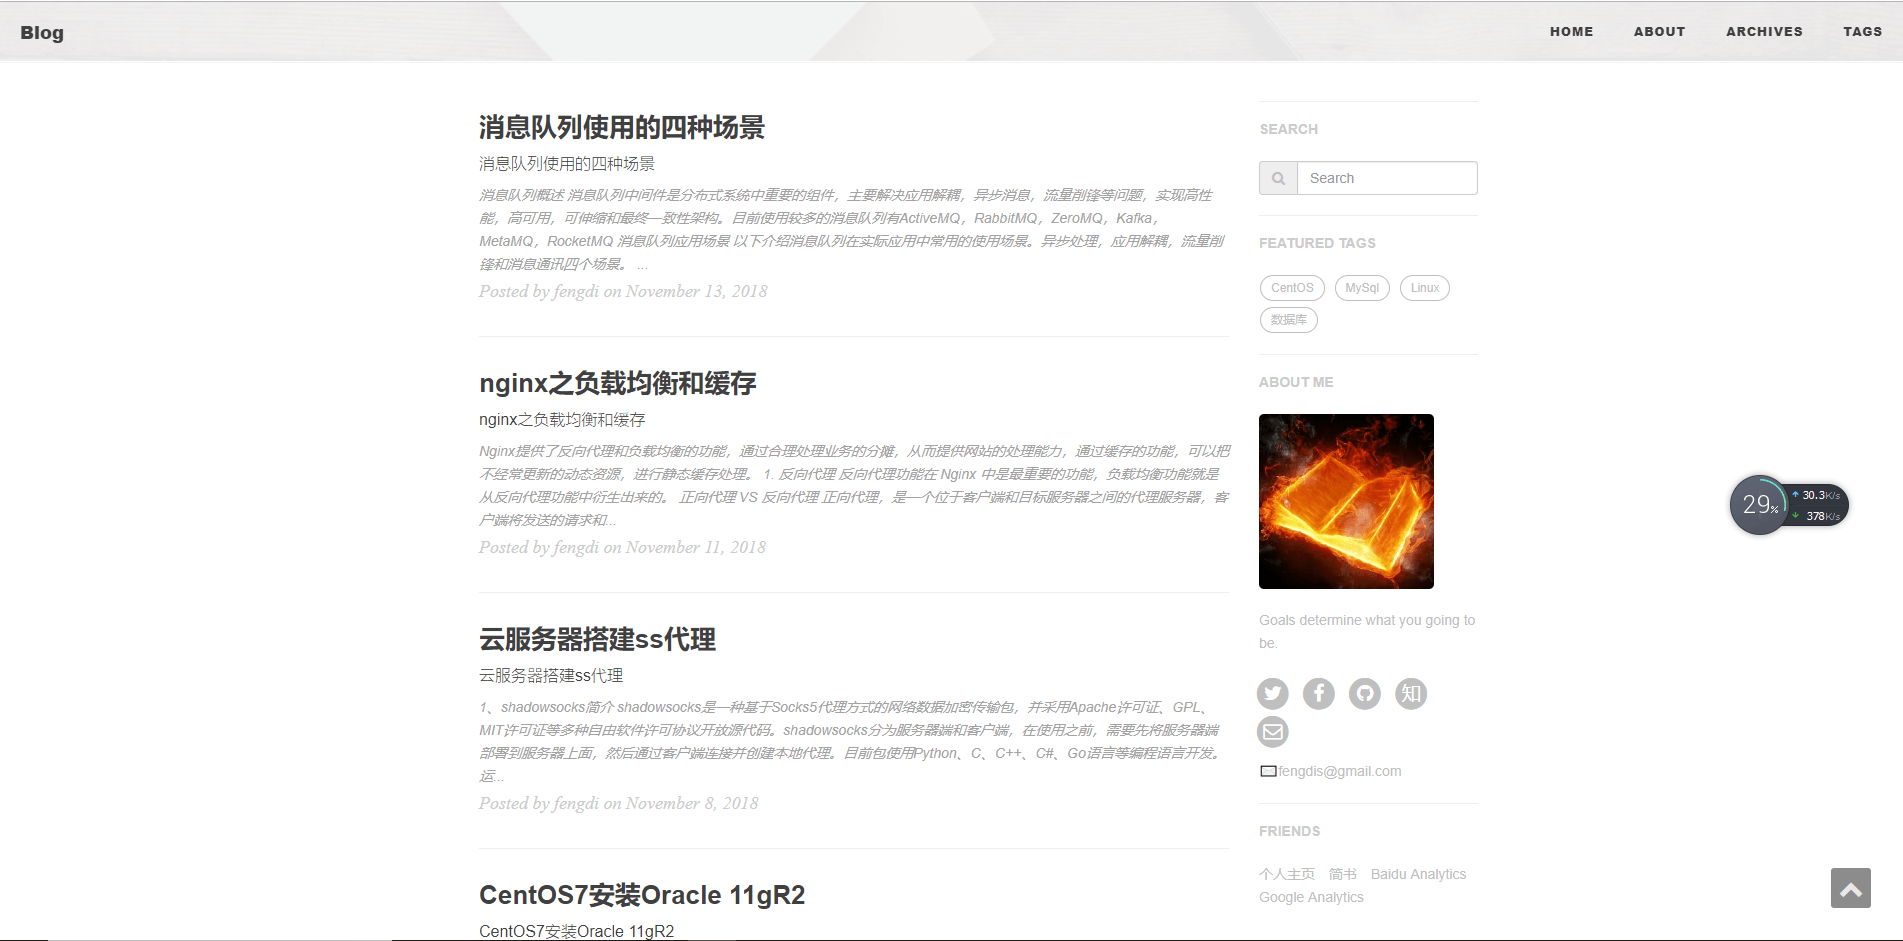 Blog
HOME
ABOUT
ARCHIVES
TAGS
消息队列使用的四种场景
消息队列使用的四种场景
消息队列概述 消息队列中间件是分布式系统中重要的组件，主要解决应用解耦，异步消息，流量削锋等问题，实现高性
能，高可用，可伸缩和最终一致性架构。目前使用较多的消息队列有ActiveMQ，RabbitMQ，ZeroMQ，Kafka，
MetaMQ，RocketMQ 消息队列应用场景 以下介绍消息队列在实际应用中常用的使用场景。异步处理，应用解耦，流量削
锋和消息通讯四个场景。 ...
Posted by fengdi on November 13, 2018
nginx之负载均衡和缓存
nginx之负载均衡和缓存
Nginx提供了反向代理和负载均衡的功能，通过合理处理业务的分摊，从而提供网站的处理能力，通过缓存的功能，可以把
不经常更新的动态资源，进行静态缓存处理。 1. 反向代理 反向代理功能在 Nginx 中是最重要的功能，负载均衡功能就是
从反向代理功能中衍生出来的。 正向代理 VS 反向代理 正向代理，是一个位于客户端和目标服务器之间的代理服务器，客
户端将发送的请求和...
Posted by fengdi on November 11, 2018
云服务器搭建ss代理
云服务器搭建ss代理
1、shadowsocks简介 shadowsocks是一种基于Socks5代理方式的网络数据加密传输包，并采用Apache许可证、GPL、
MIT许可证等多种自由软件许可协议开放源代码。shadowsocks分为服务器端和客户端，在使用之前，需要先将服务器端
部署到服务器上面，然后通过客户端连接并创建本地代理。目前包使用Python、C、C++、C#、Go语言等编程语言开发。
运...
Posted by fengdi on November 8, 2018
CentOS7安装Oracle 11gR2
CentOS7安装Oracle 11gR2
SEARCH
Search
FEATURED TAGS
CentOS
MySql
Linux
数据库
ABOUT ME
Goals determine what you going to
be.
知
fengdis@gmail.com
FRIENDS
个人主页 简书 Baidu Analytics
Google Analytics
29%
30.3K/s
378K/s